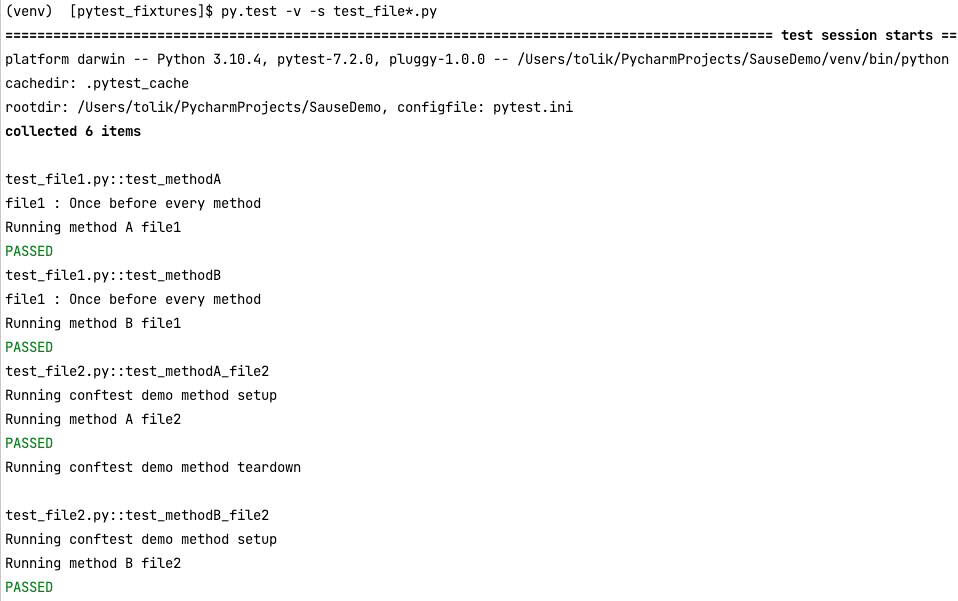 (venv)  [pytest_fixtures]$ py.test -v -s test_file*.py
================================================================================================ test session starts ==
platform darwin -- Python 3.10.4, pytest-7.2.0, pluggy-1.0.0 -- /Users/tolik/PycharmProjects/SauseDemo/venv/bin/python
cachedir: .pytest_cache
rootdir: /Users/tolik/PycharmProjects/SauseDemo, configfile: pytest.ini
collected 6 items
test_file1.py::test_methodA
file1 : Once before every method
Running method A file1
PASSED
test_file1.py::test_methodB
file1 : Once before every method
Running method B file1
PASSED
test_file2.py::test_methodA_file2
Running conftest demo method setup
Running method A file2
PASSED
Running conftest demo method teardown
test_file2.py::test_methodB_file2
Running conftest demo method setup
Running method B file2
PASSED